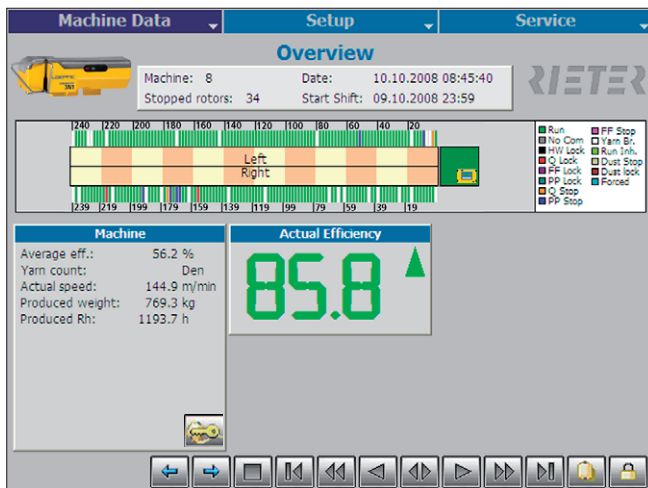 Machine Data Setup Service
Overview
LOEPFE
Machine: 8 Date: 10.10.2008 08:45:40
Stopped rotors: 34 Start Shift: 09.10.2008 23:59
RIETER
240 220 200 180 160 140 120 100 80 60 40 20
Left
Right
239 219 199 179 159 139 119 99 79 59 39 19
Run FF Stop
No Com Yarn Br.
HW Lock Run Inh.
Q Lock Dust Stop
FF Lock Dust lock
PP Lock Forced
Q Stop
PP Stop
Machine
Average eff.: 56.2 %
Yarn count: Den
Actual speed: 144.9 m/min
Produced weight: 769.3 kg
Produced Rh: 1193.7 h
Actual Efficiency
85.8